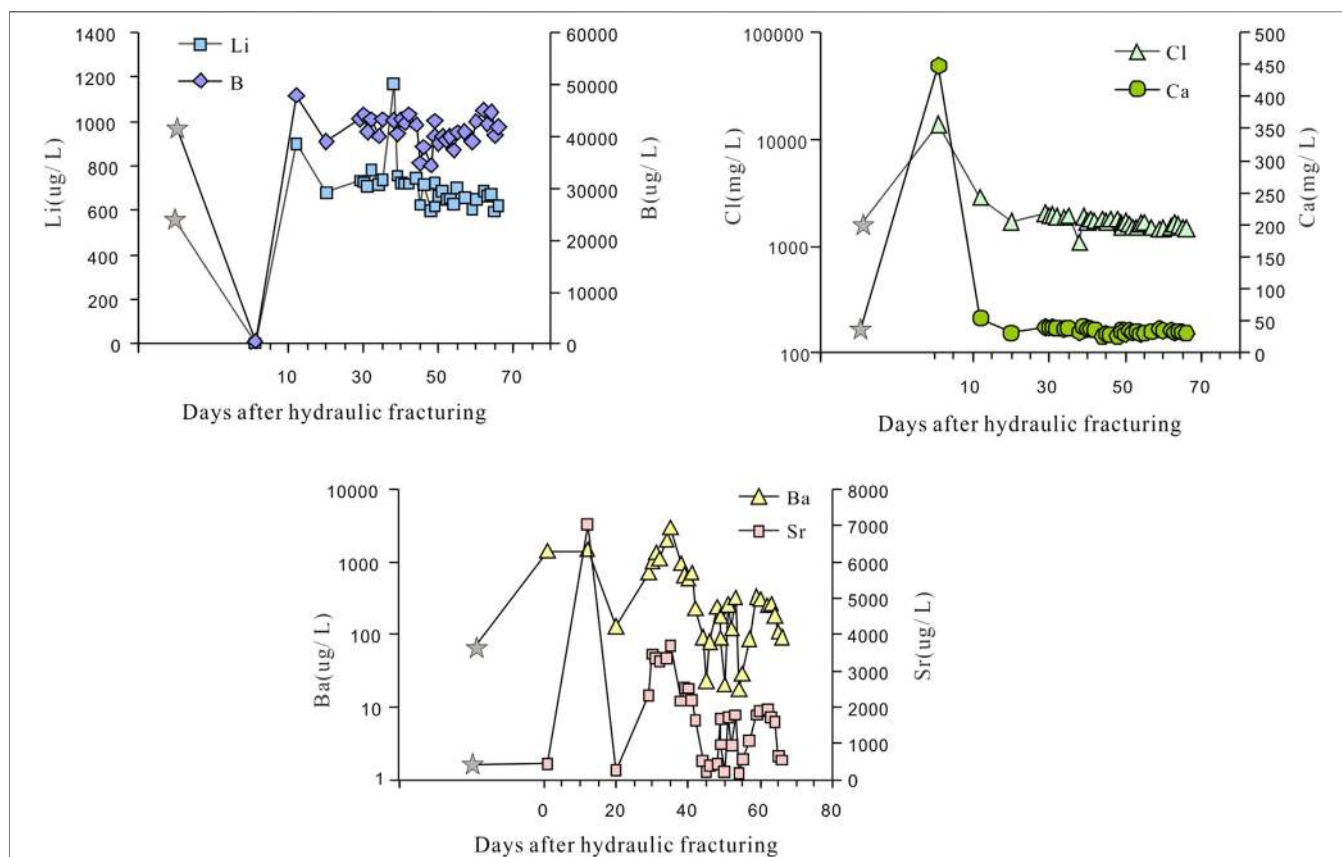 1400
1200
1000
800
600
400
200
0
Li(ug/ L)
Li
B
60000
50000
40000
30000
20000
10000
0
B(ug/ L)
10 30 50 70
Days after hydraulic fracturing
100000
10000
1000
100
Cl(mg/ L)
Cl
Ca
500
450
400
350
300
250
200
150
100
50
0
Ca(mg/ L)
10 30 50 70
Days after hydraulic fracturing
10000
1000
100
10
1
Ba(ug/ L)
Ba
Sr
8000
7000
6000
5000
4000
3000
2000
1000
0
Sr(ug/ L)
0 20 40 60 80
Days after hydraulic fracturing